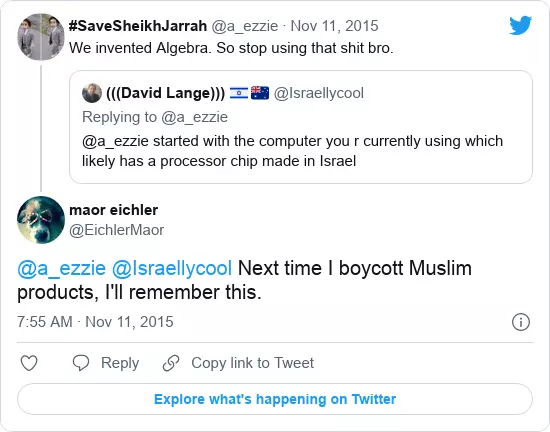 #SaveSheikhJarrah @a_ezzie · Nov 11, 2015
We invented Algebra. So stop using that shit bro.
(((David Lange))) 🇮🇱 🇦🇺 @Israellycool
Replying to @a_ezzie
@a_ezzie started with the computer you r currently using which
likely has a processor chip made in Israel
maor eichler
@EichlerMaor
@a_ezzie @Israellycool Next time I boycott Muslim
products, I'll remember this.
7:55 AM · Nov 11, 2015
Reply
Copy link to Tweet
Explore what's happening on Twitter